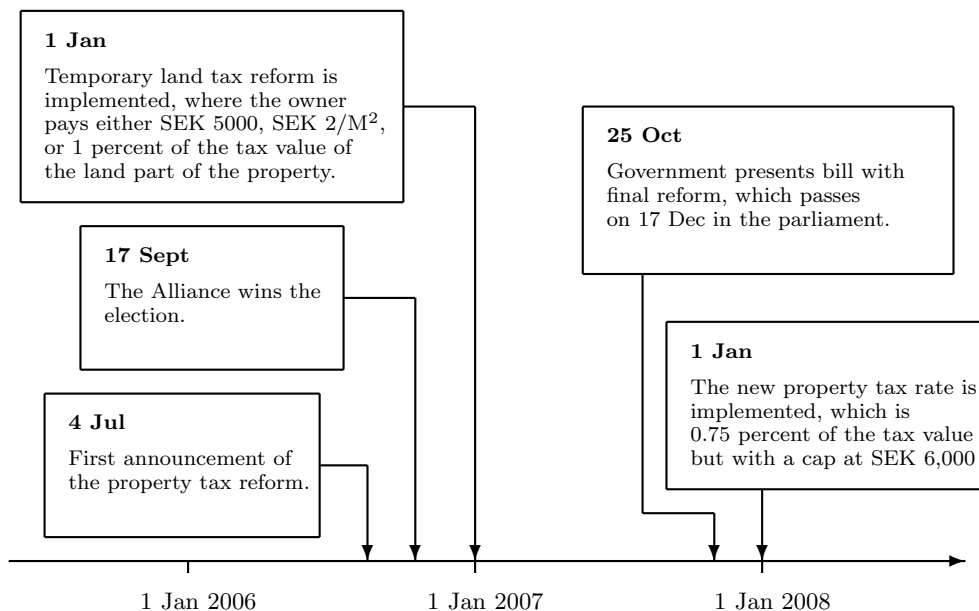 1 Jan
Temporary land tax reform is
implemented, where the owner
pays either SEK 5000, SEK 2/M²,
or 1 percent of the tax value of
the land part of the property.
17 Sept
The Alliance wins the
election.
4 Jul
First announcement of
the property tax reform.
25 Oct
Government presents bill with
final reform, which passes
on 17 Dec in the parliament.
1 Jan
The new property tax rate is
implemented, which is
0.75 percent of the tax value
but with a cap at SEK 6,000
1 Jan 2006
1 Jan 2007
1 Jan 2008